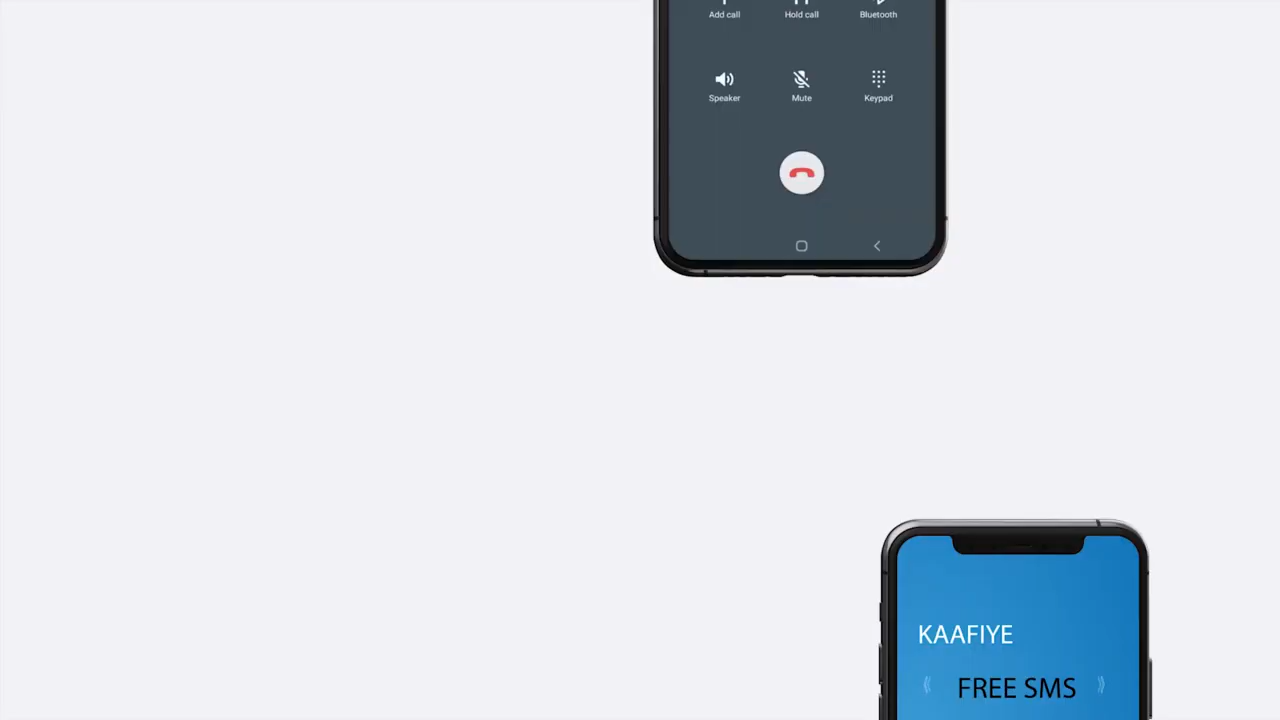 Add call Hold call Bluetooth
Speaker Mute Keypad
KAAFIYE
FREE SMS